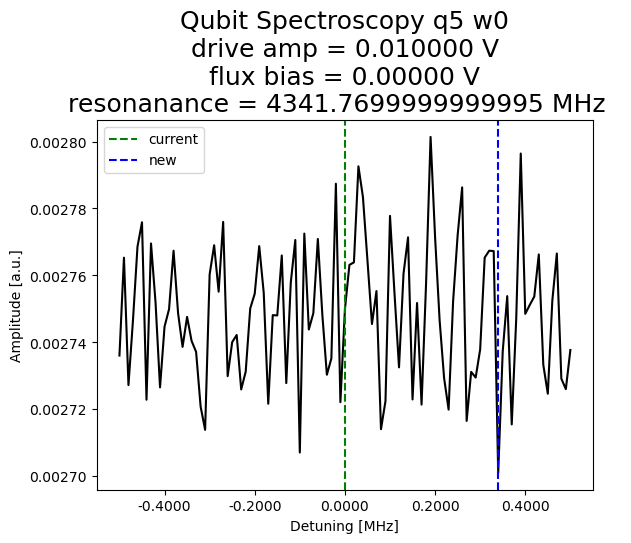 Qubit Spectroscopy q5 w0
drive amp = 0.010000 V
flux bias = 0.00000 V
resonanance = 4341.7699999999995 MHz
current
new
0.00280
0.00278
0.00276
0.00274
0.00272
0.00270
Amplitude [a.u.]
-0.4000 -0.2000 0.0000 0.2000 0.4000
Detuning [MHz]